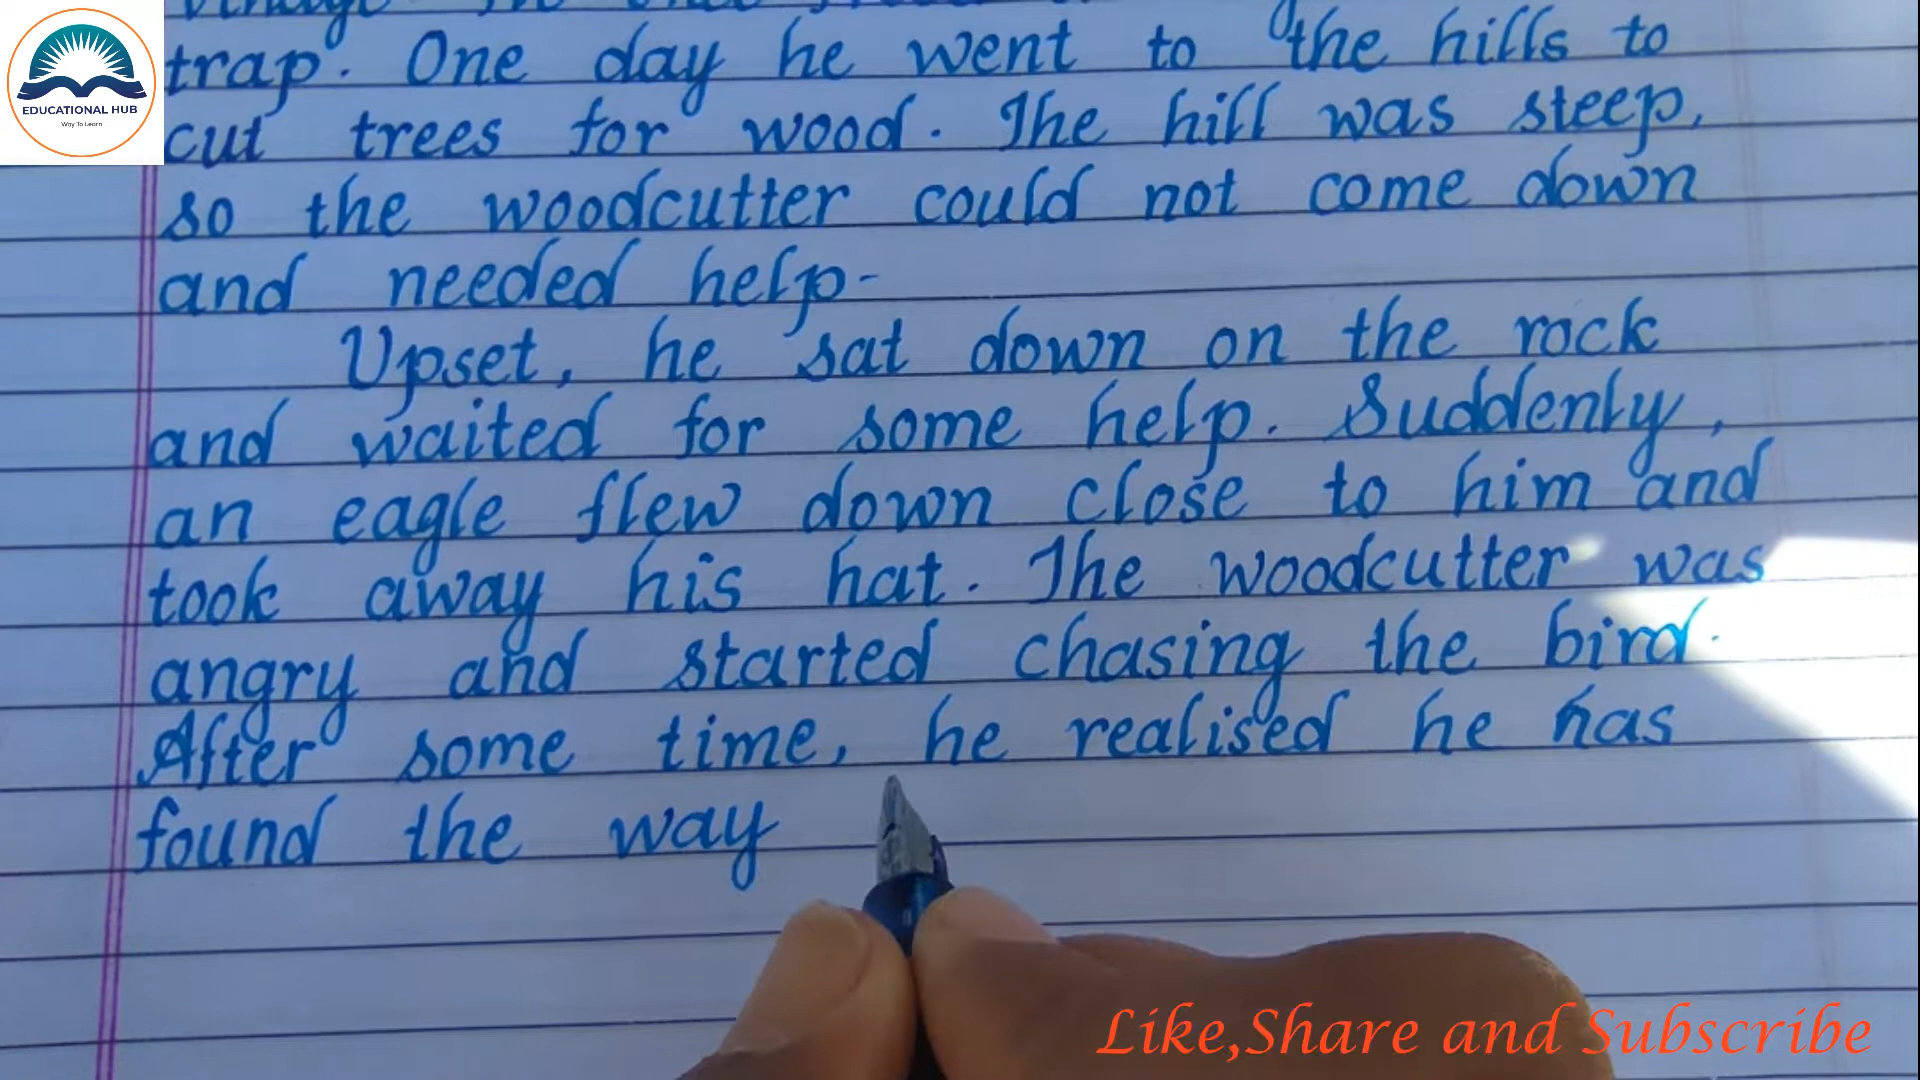 trap. One day he went to the hills to
cut trees for wood. The hill was steep,
so the woodcutter could not come down
and needed help.
Upset, he sat down on the rock
and waited for some help. Suddenly,
an eagle flew down close to him and
took away his hat. The woodcutter was
angry and started chasing the bird.
After some time, he realised he has
found the way
EDUCATIONAL HUB
Way To Learn
Like,Share and Subscribe